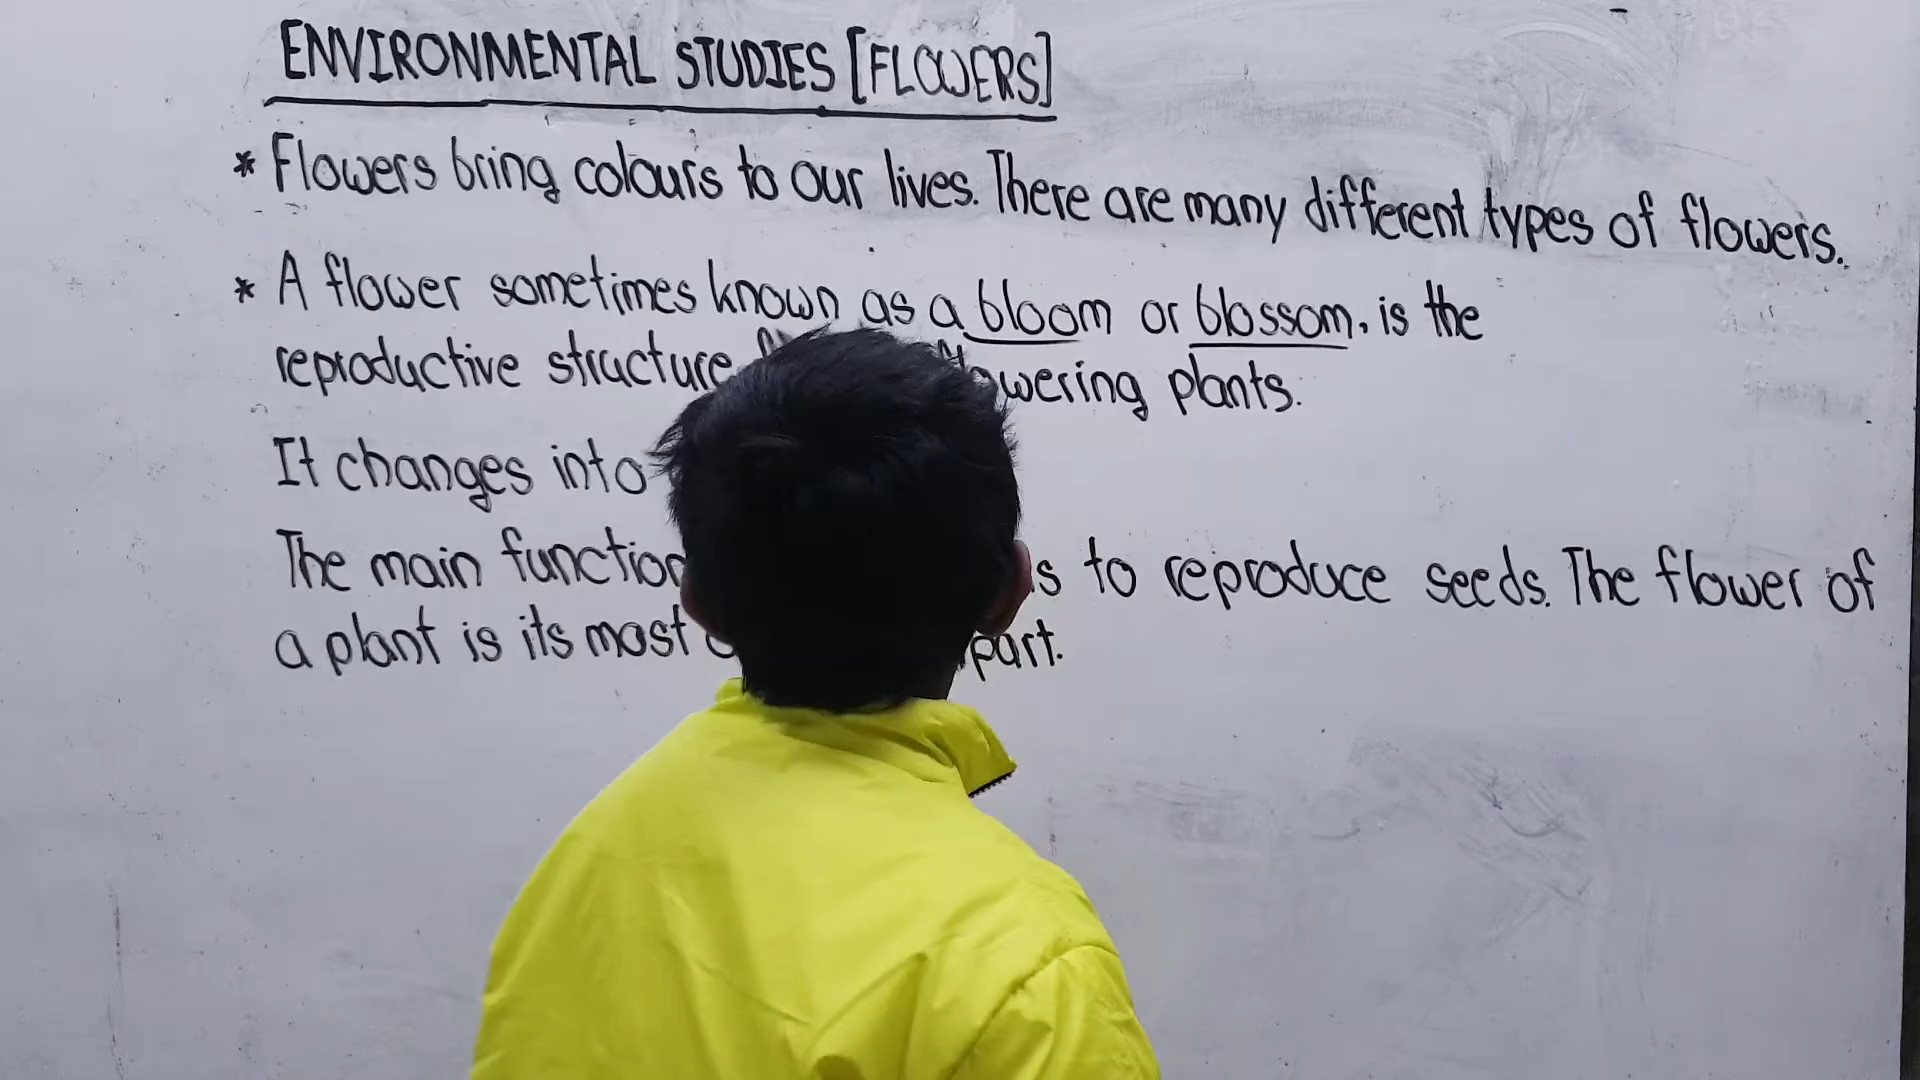 ENVIRONMENTAL STUDIES [FLOWERS]
* Flowers bring colours to our lives. There are many different types of flowers.
* A flower sometimes known as a bloom or blossom, is the
reproductive structure flowering plants.
It changes into
The main function is to reproduce seeds. The flower of
a plant is its most part.